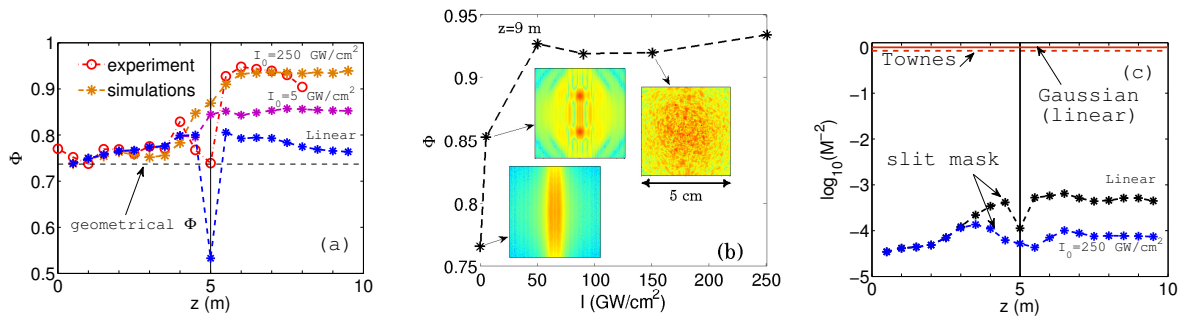 1
0.9
0.8
0.7
0.6
0.5
Φ
I₀=250 GW/cm²
experiment
simulations
I₀=5 GW/cm²
Linear
geometrical Φ
(a)
0
5
10
z (m)
0.95
0.9
0.85
0.8
0.75
Φ
z=9 m
5 cm
(b)
0
50
100
150
200
250
I (GW/cm²)
0
−1
−2
−3
−4
−5
log₁₀(M⁻²)
Townes
(c)
Gaussian
(linear)
slit mask
Linear
I₀=250 GW/cm²
0
5
10
z (m)